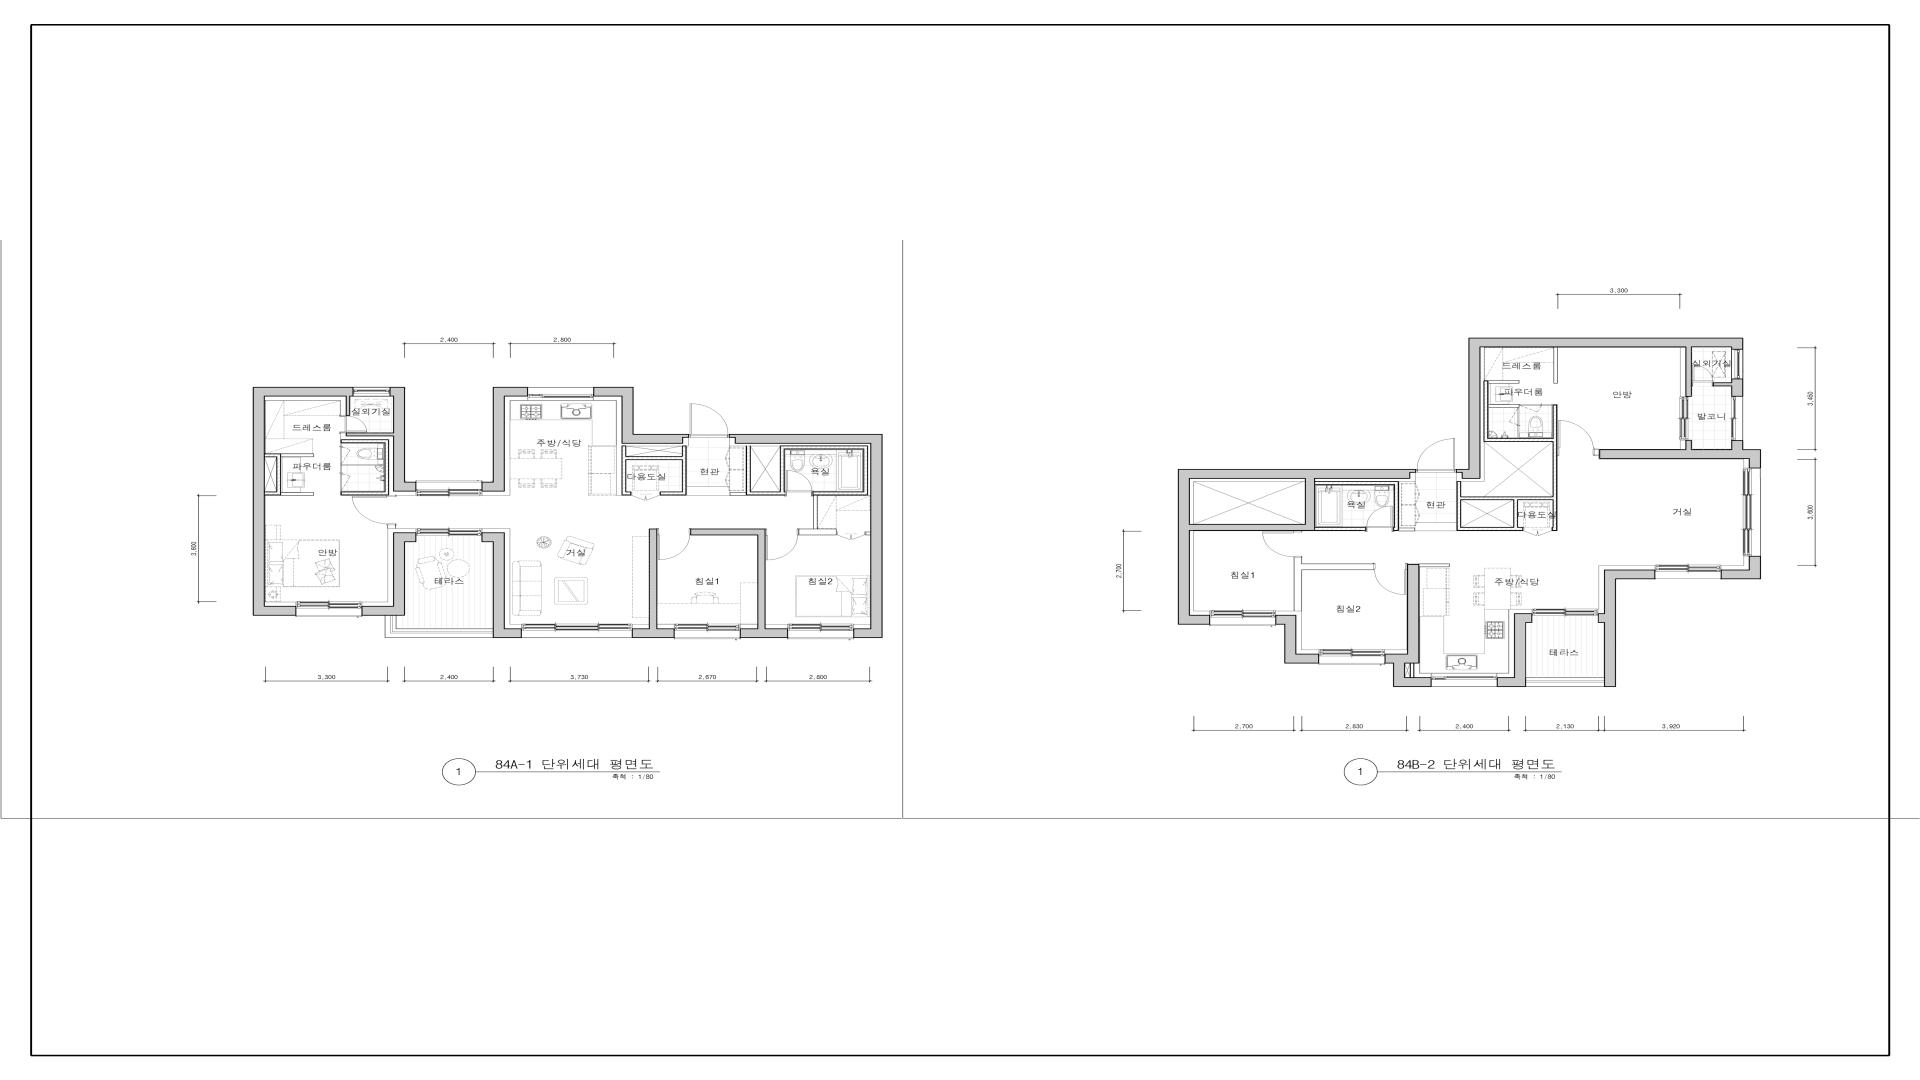 2,400
2,800
실외기실
드레스룸
주방/식당
파우더룸
다용도실
현관
욕실
3,600
안방
테라스
거실
침실1
침실2
3,300
2,400
3,730
2,670
2,800
1
84A-1 단위세대 평면도
축척 : 1/80
3,300
드레스룸
실외기실
파우더룸
안방
발코니
3,450
욕실
현관
다용도실
거실
3,600
2,700
침실1
침실2
주방/식당
테라스
2,700
2,830
2,400
2,130
3,920
1
84B-2 단위세대 평면도
축척 : 1/80